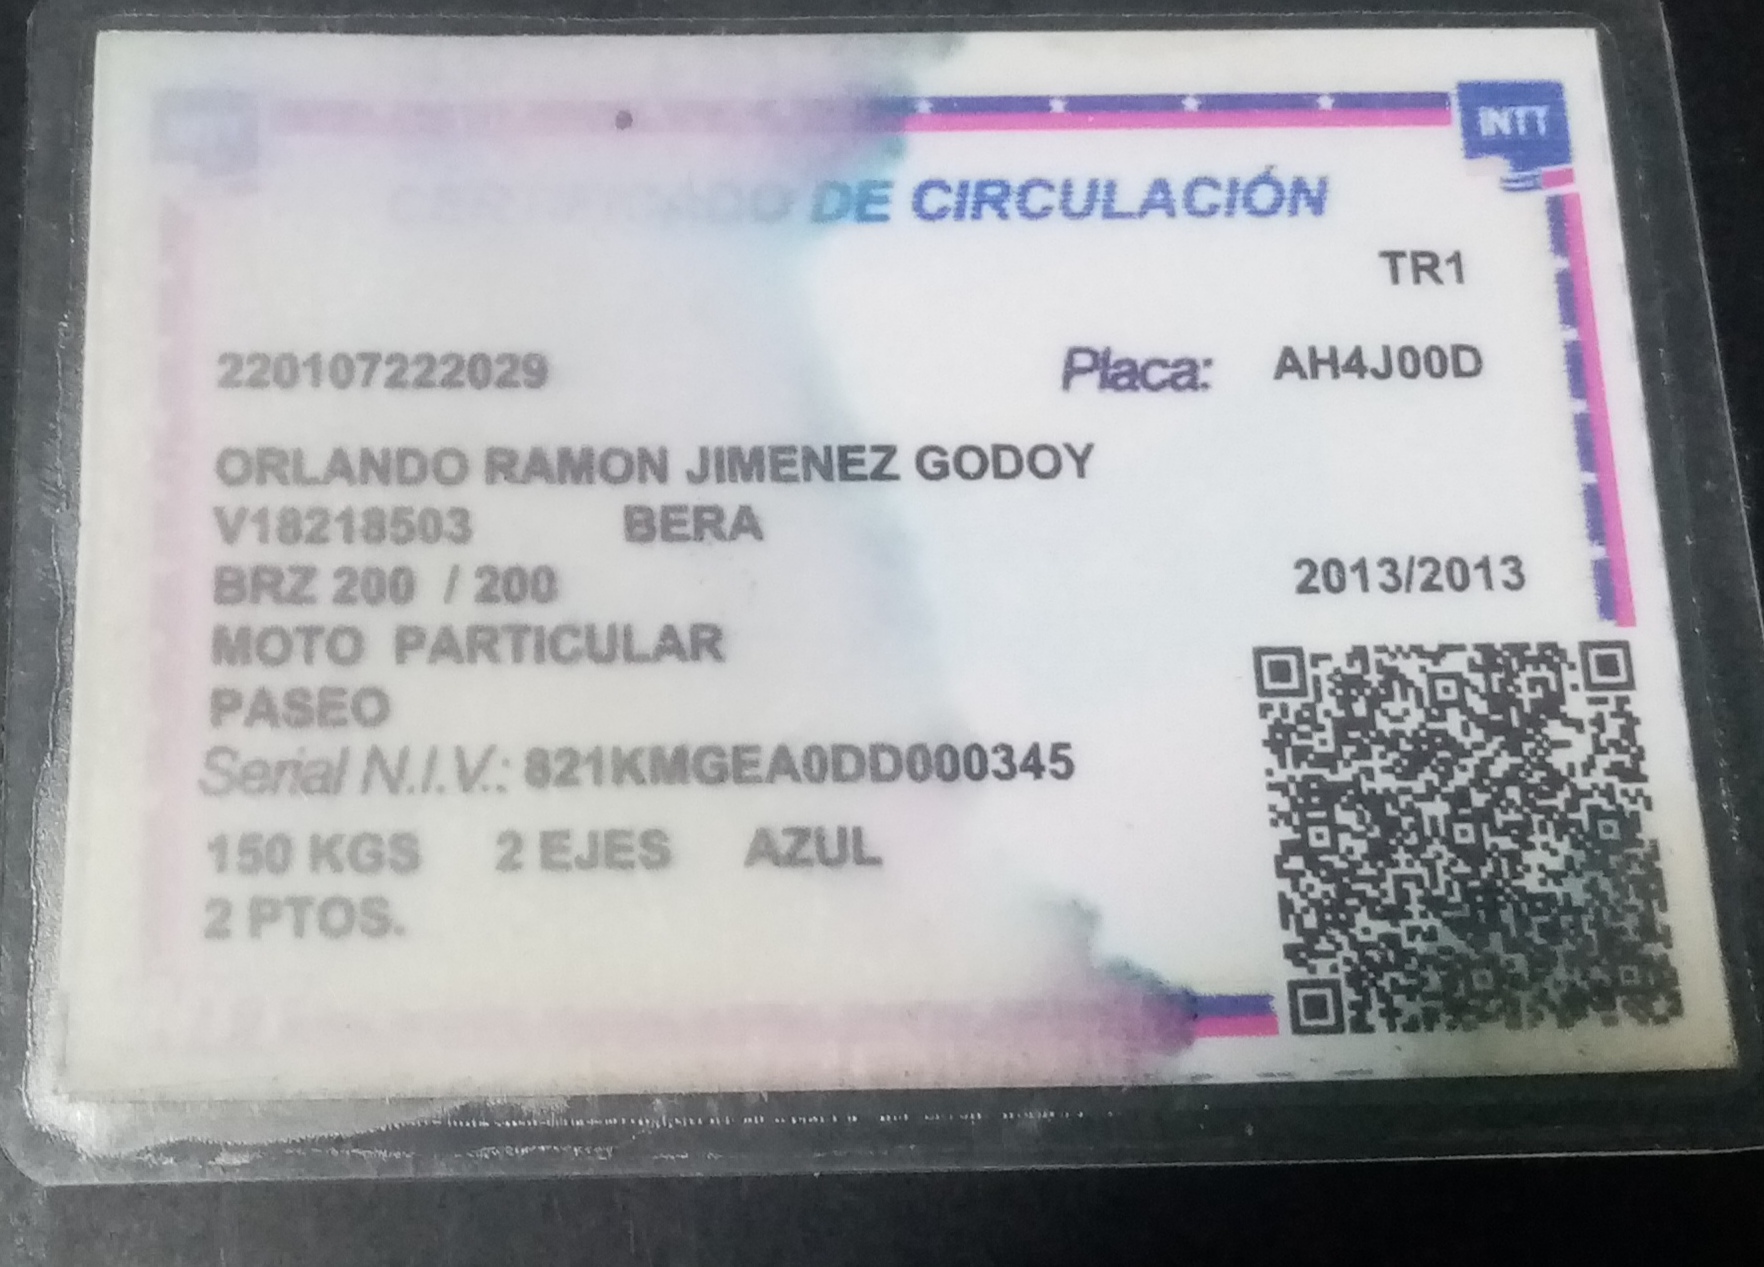 INTT
CERTIFICADO DE CIRCULACIÓN
TR1
220107222029 Placa: AH4J00D
ORLANDO RAMON JIMENEZ GODOY
V18218503 BERA
BRZ 200 / 200 2013/2013
MOTO PARTICULAR
PASEO
Serial N.I.V.: 821KMGEA0DD000345
150 KGS 2 EJES AZUL
2 PTOS.